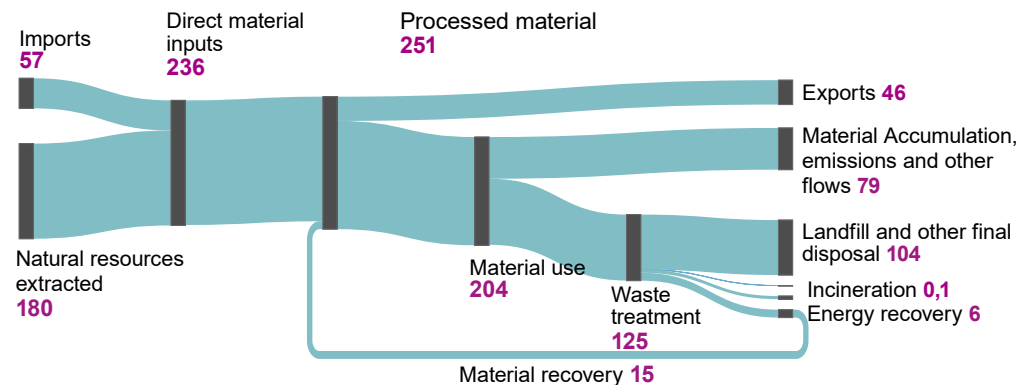 Imports
57
Direct material
inputs
236
Processed material
251
Exports 46
Material Accumulation,
emissions and other
flows 79
Natural resources
extracted
180
Material use
204
Waste
treatment
125
Landfill and other final
disposal 104
Incineration 0,1
Energy recovery 6
Material recovery 15